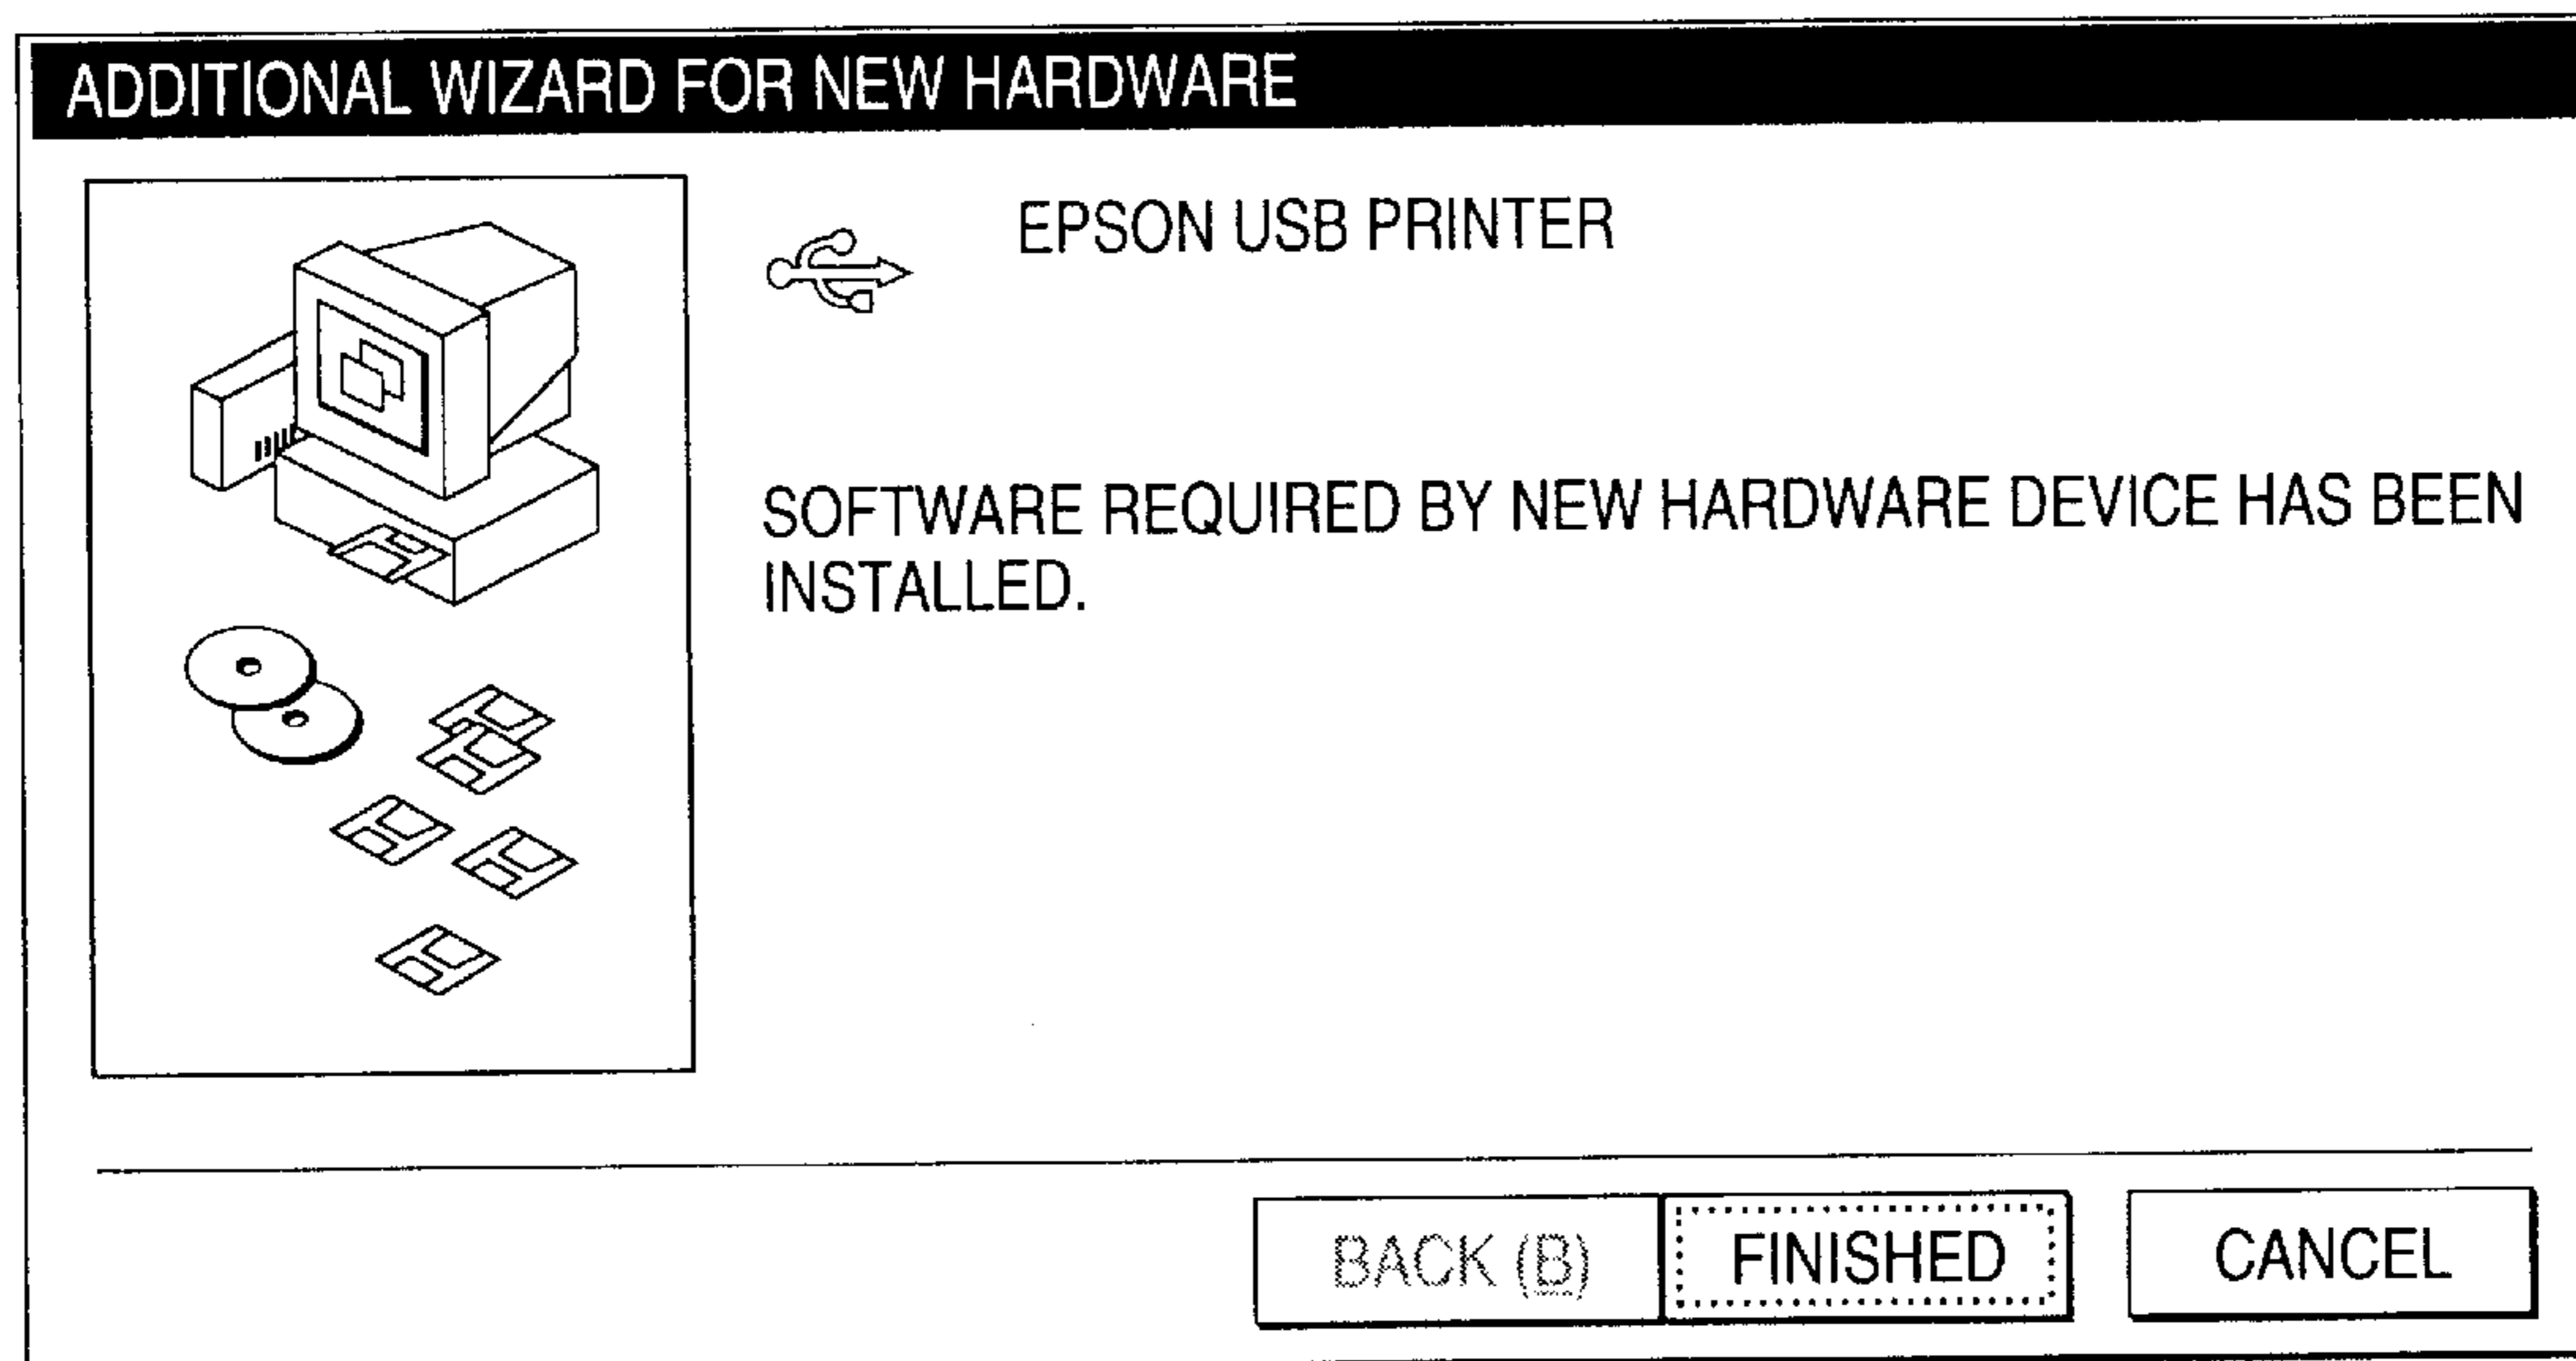 ADDITIONAL WIZARD FOR NEW HARDWARE
EPSON USB PRINTER
SOFTWARE REQUIRED BY NEW HARDWARE DEVICE HAS BEEN
INSTALLED.
BACK (B)
FINISHED
CANCEL